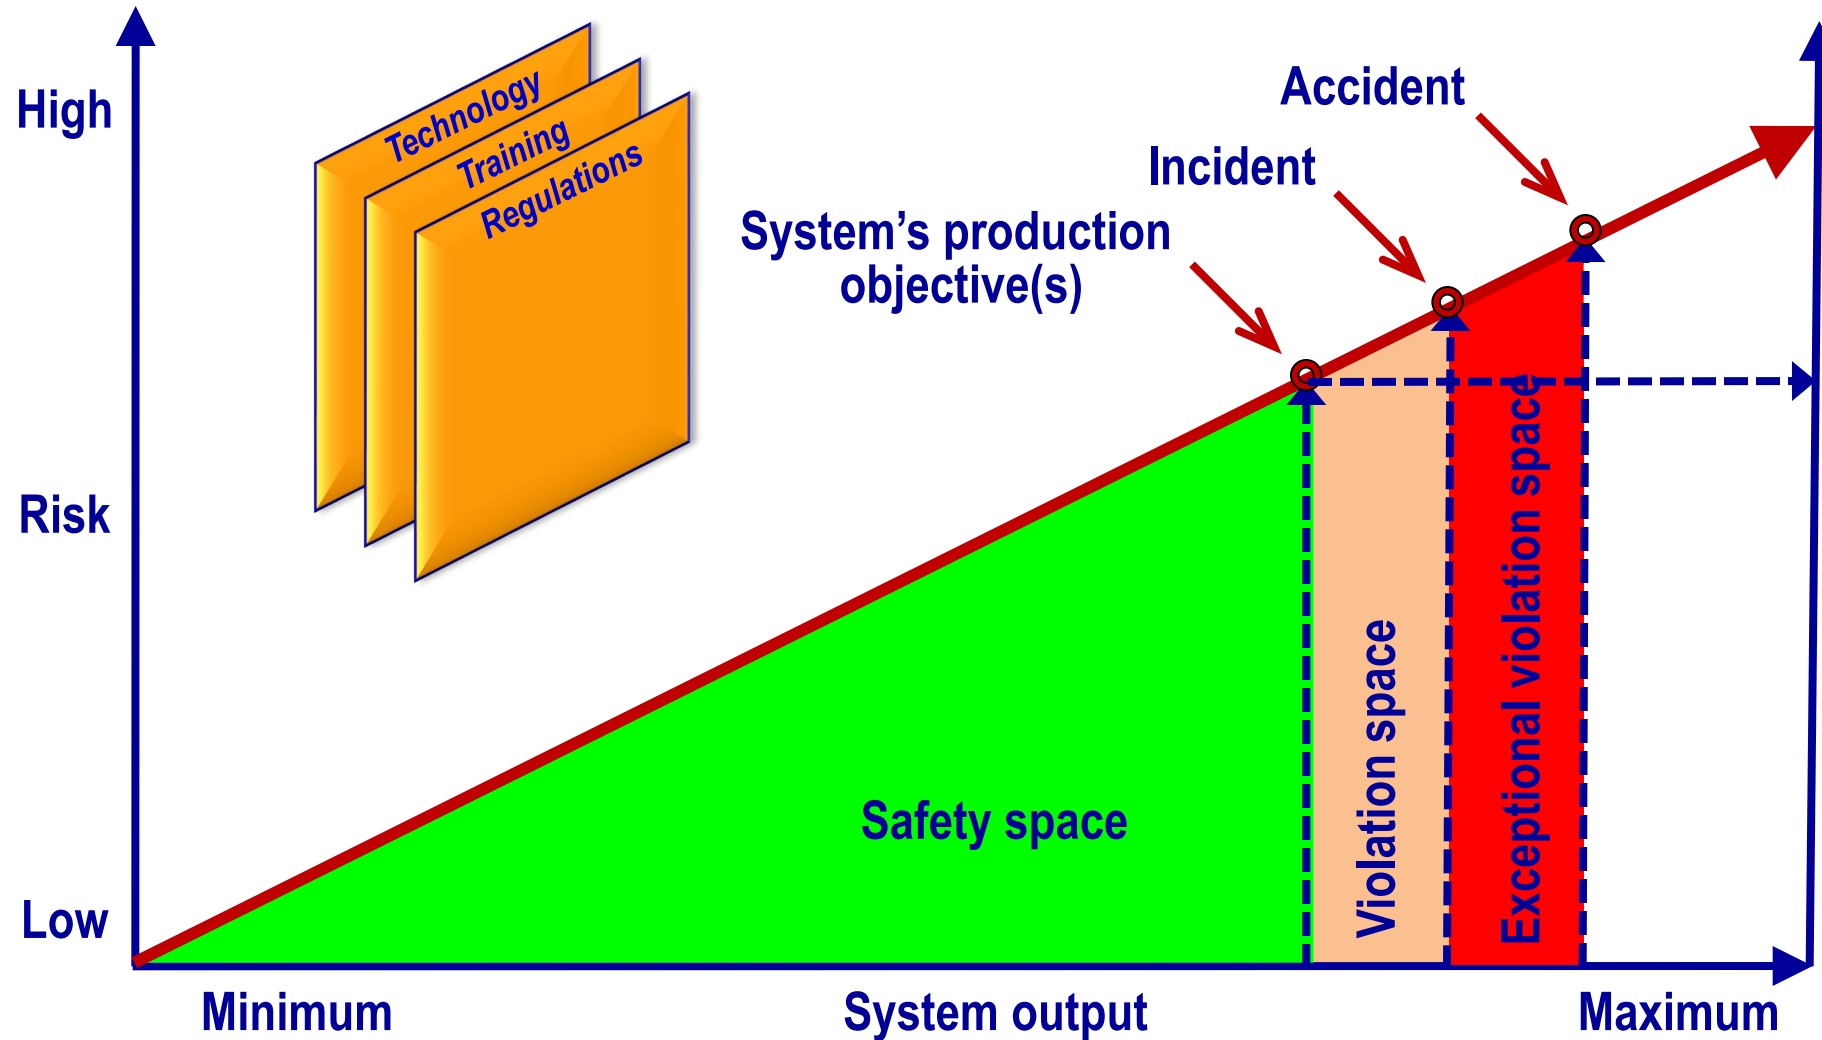 High
Risk
Low
Technology
Training
Regulations
Accident
Incident
System’s production
objective(s)
Safety space
Violation space
Exceptional violation space
Minimum
System output
Maximum